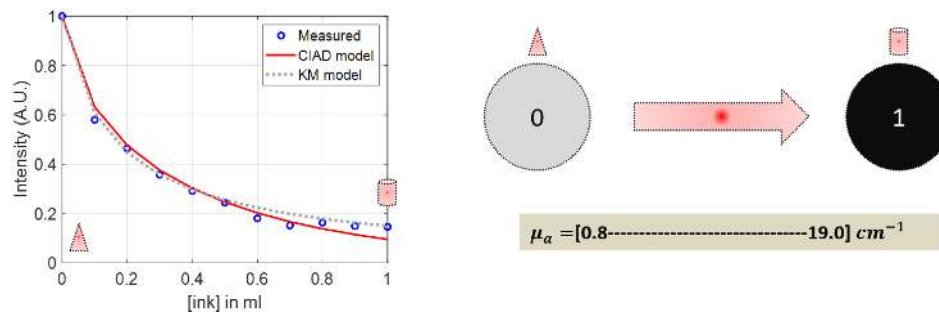 Intensity (A.U.)
1
0.8
0.6
0.4
0.2
0
0 0.2 0.4 0.6 0.8 1
[ink] in ml
Measured
CIAD model
KM model
0
1
μₐ =[0.8-----------------------------------19.0] cm⁻¹